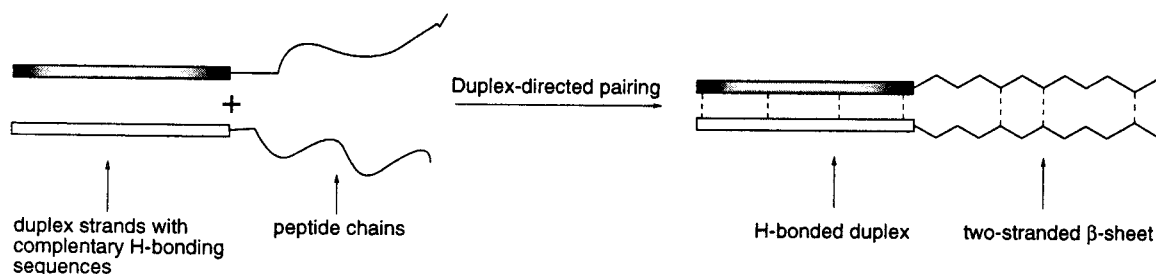 +
Duplex-directed pairing
duplex strands with
complentary H-bonding
sequences
peptide chains
H-bonded duplex
two-stranded β-sheet